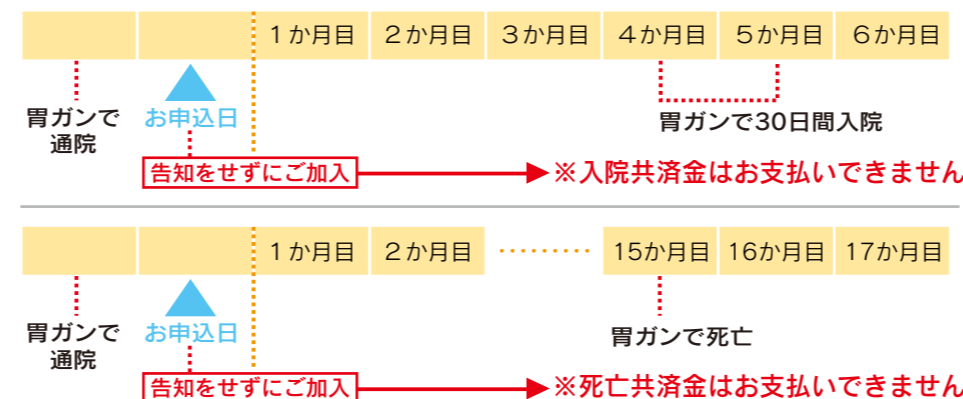 1か月目 2か月目 3か月目 4か月目 5か月目 6か月目
胃ガンで
通院
お申込日
胃ガンで30日間入院
告知をせずにご加入
※入院共済金はお支払いできません
1か月目 2か月目 15か月目 16か月目 17か月目
胃ガンで
通院
お申込日
胃ガンで死亡
告知をせずにご加入
※死亡共済金はお支払いできません